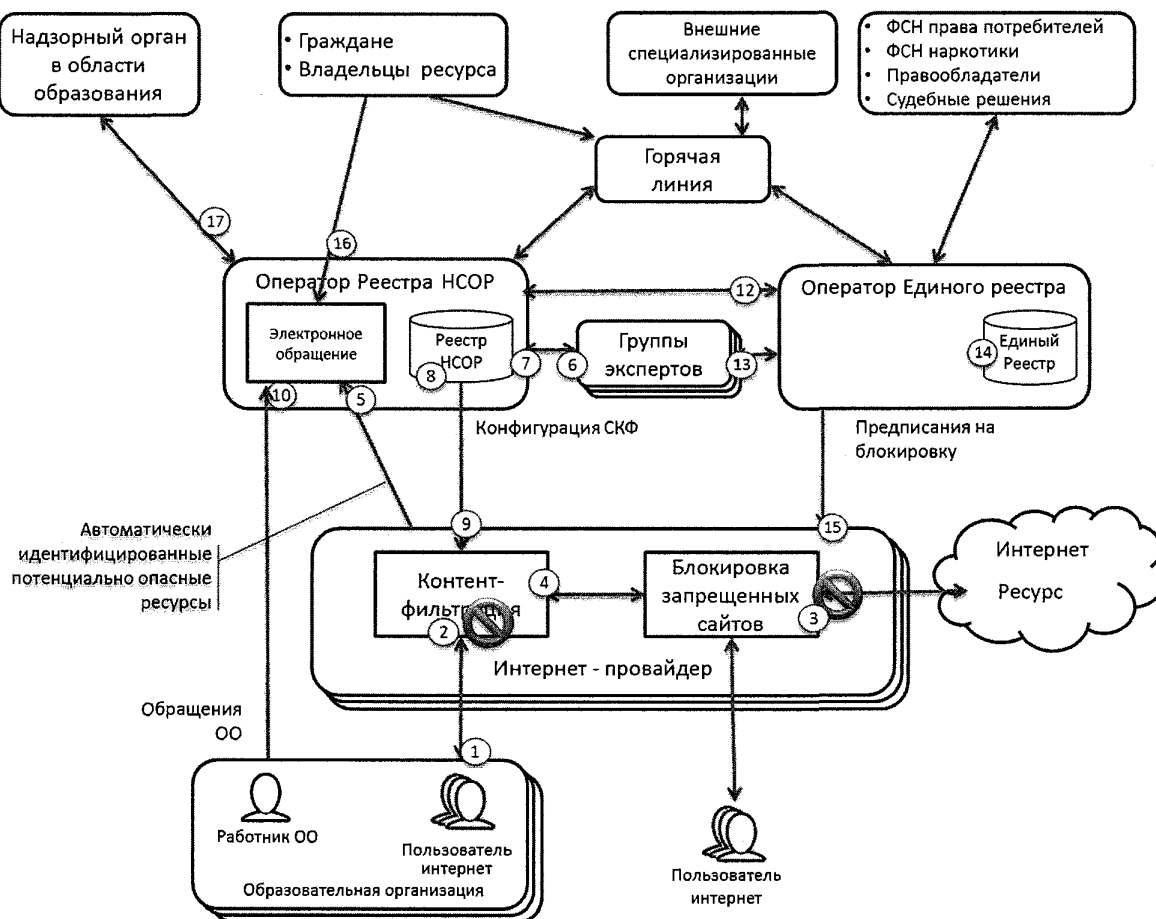 Надзорный орган
в области
образования
• Граждане
• Владельцы ресурса
Внешние
специализированные
организации
• ФСН права потребителей
• ФСН наркотики
• Правообладатели
• Судебные решения
Горячая
линия
17
16
Оператор Реестра НСОР
12
Оператор Единого реестра
Электронное
обращение
Реестр
НСОР
8
7
6
Группы
экспертов
13
14
Единый
Реестр
10
5
Конфигурация СКФ
Предписания на
блокировку
Автоматически
идентифицированные
потенциально опасные
ресурсы
9
15
Контент-
фильтрация
2
4
Блокировка
запрещенных
сайтов
3
Интернет
Ресурс
Интернет - провайдер
Обращения
ОО
1
Работник ОО
Пользователь
интернет
Образовательная организация
Пользователь
интернет